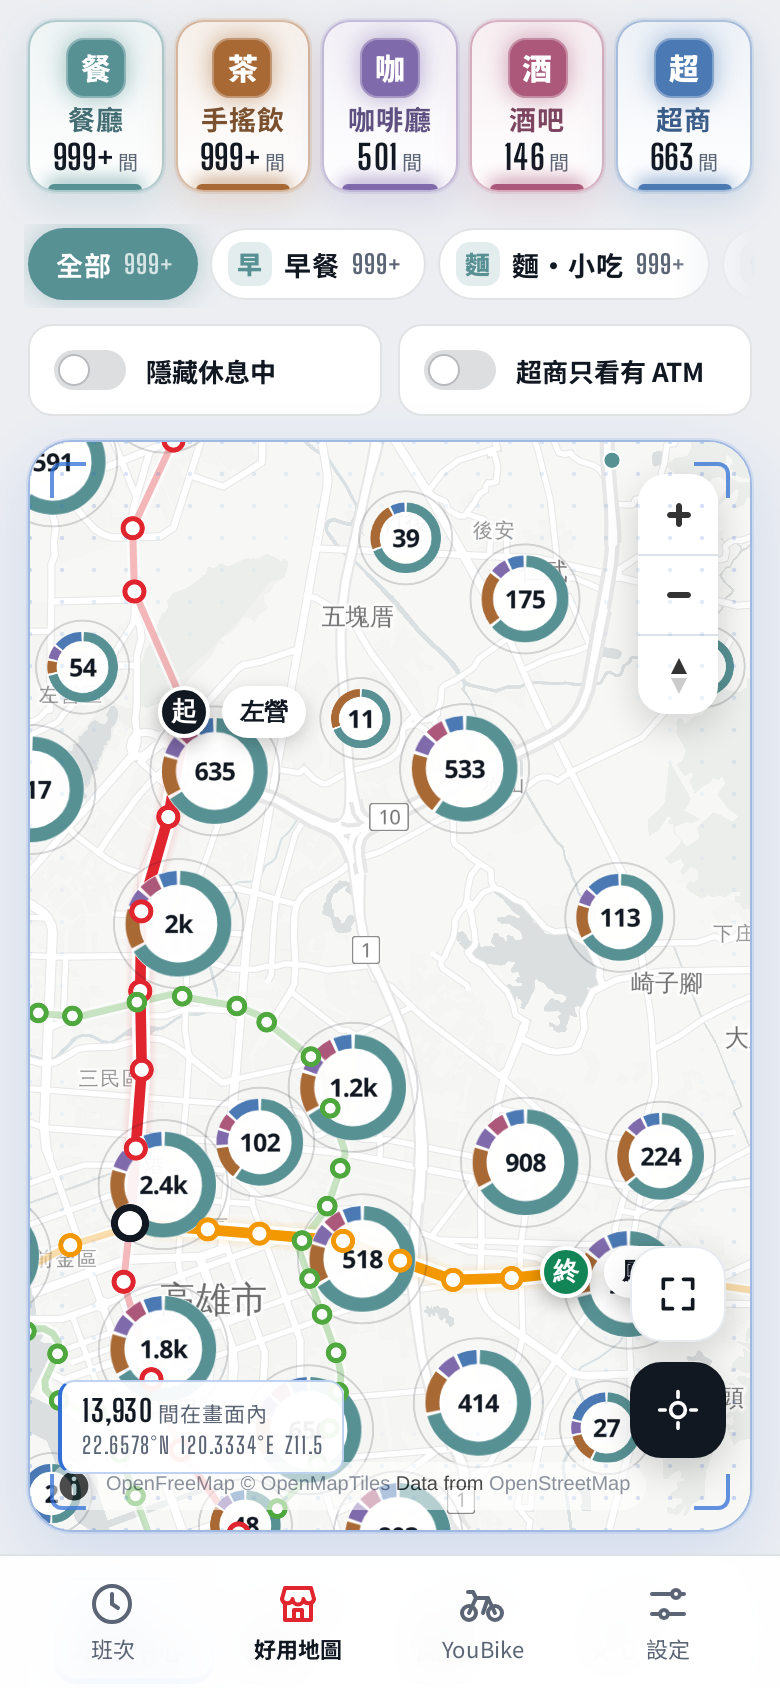 餐 茶 咖 酒 超
餐廳 手搖飲 咖啡廳 酒吧 超商
999+ 間 999+ 間 501 間 146 間 663 間
全部 999+ 早 早餐 999+ 麵 麵・小吃 999+
隱藏休息中 超商只看有 ATM
591
39
後安
175
五塊厝
54
起 左營
11
635
533
17
10
2k
113
下庄
1
崎子腳
大
三民區
1.2k
102
908
224
2.4k
518
前金區
終
高雄市
1.8k
414
27
頭
13,930 間在畫面內
22.6578°N 120.3334°E Z11.5
OpenFreeMap © OpenMapTiles Data from OpenStreetMap
1
班次 好用地圖 YouBike 設定